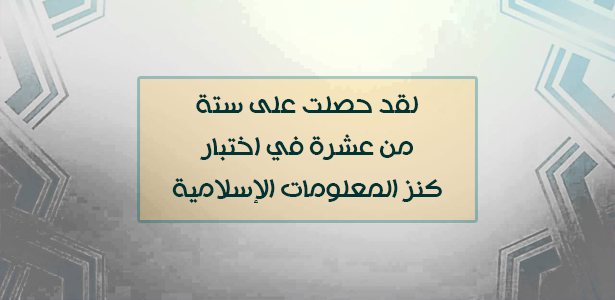 لقد حصلت على ستة
من عشرة في اختبار
كنز المعلومات الإسلامية